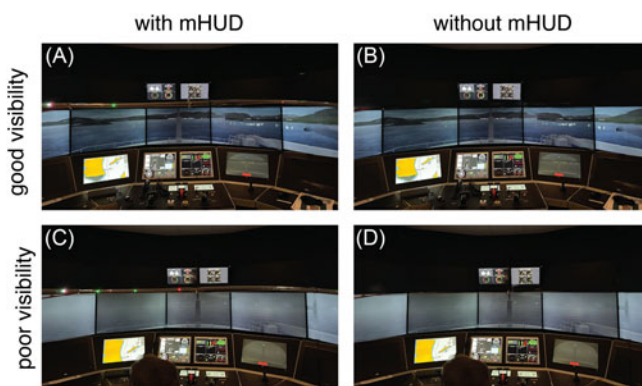 with mHUD
without mHUD
good visibility
(A)
(B)
poor visibility
(C)
(D)